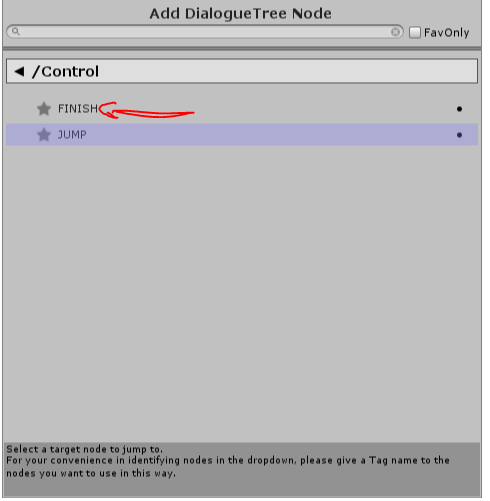 Add DialogueTree Node
FavOnly
◄ /Control
FINISH
JUMP
Select a target node to jump to.
For your convenience in identifying nodes in the dropdown, please give a Tag name to the
nodes you want to use in this way.